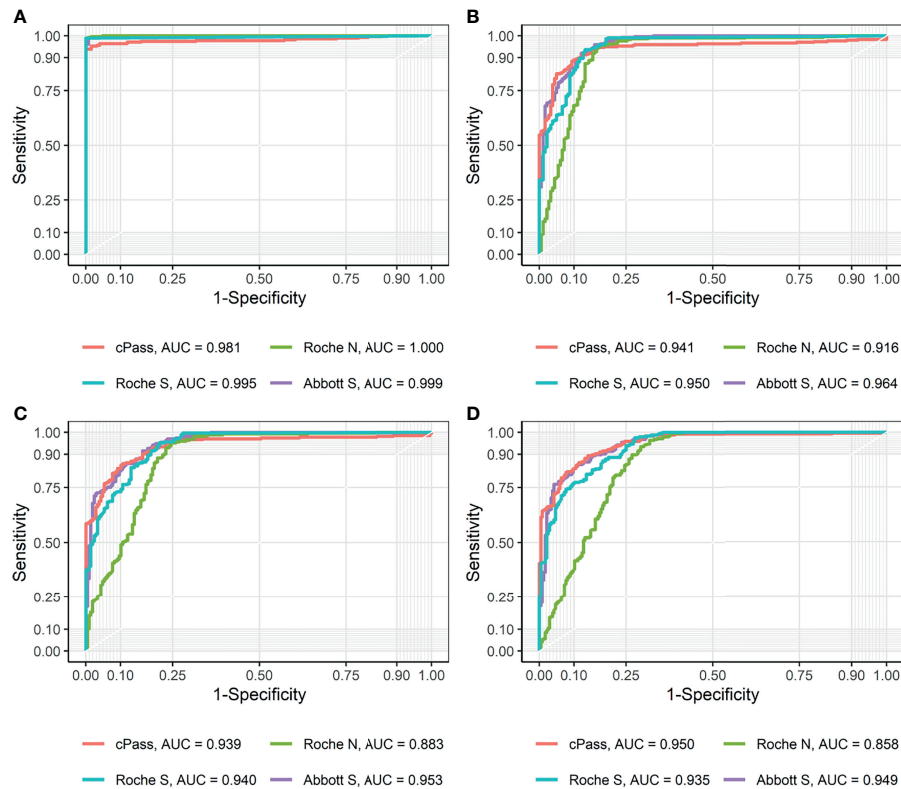 A
B
1.00
0.90
0.75
0.50
0.25
0.10
0.00
Sensitivity
0.00 0.10 0.25 0.50 0.75 0.90 1.00
1-Specificity
1.00
0.90
0.75
0.50
0.25
0.10
0.00
Sensitivity
0.00 0.10 0.25 0.50 0.75 0.90 1.00
1-Specificity
cPass, AUC = 0.981
Roche N, AUC = 1.000
Roche S, AUC = 0.995
Abbott S, AUC = 0.999
cPass, AUC = 0.941
Roche N, AUC = 0.916
Roche S, AUC = 0.950
Abbott S, AUC = 0.964
C
D
1.00
0.90
0.75
0.50
0.25
0.10
0.00
Sensitivity
0.00 0.10 0.25 0.50 0.75 0.90 1.00
1-Specificity
1.00
0.90
0.75
0.50
0.25
0.10
0.00
Sensitivity
0.00 0.10 0.25 0.50 0.75 0.90 1.00
1-Specificity
cPass, AUC = 0.939
Roche N, AUC = 0.883
Roche S, AUC = 0.940
Abbott S, AUC = 0.953
cPass, AUC = 0.950
Roche N, AUC = 0.858
Roche S, AUC = 0.935
Abbott S, AUC = 0.949